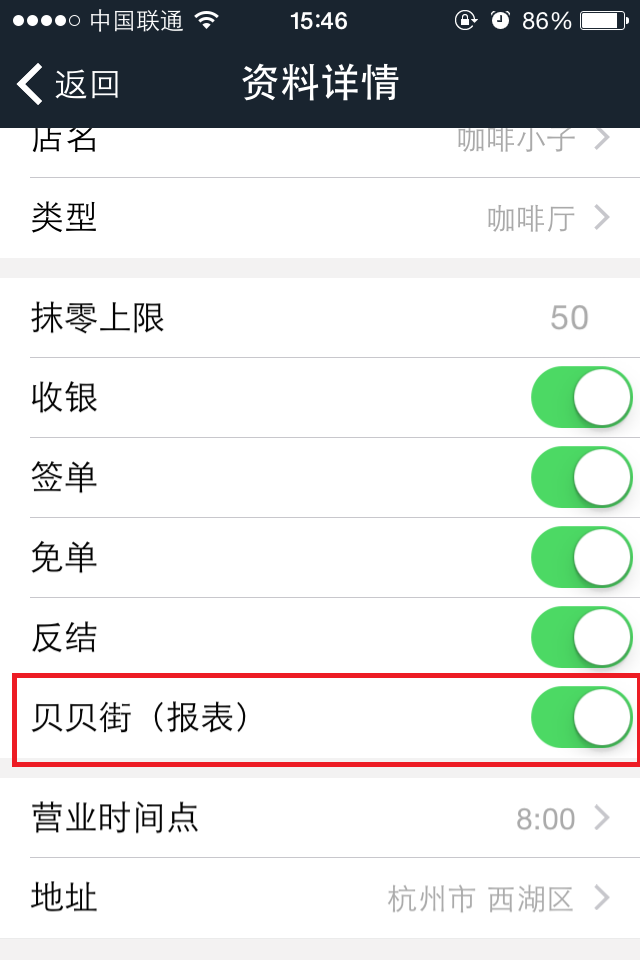 中国联通 15:46 86%
返回 资料详情
店名 咖啡小子
类型 咖啡厅
抹零上限 50
收银
签单
免单
反结
贝贝街（报表）
营业时间点 8:00
地址 杭州市 西湖区